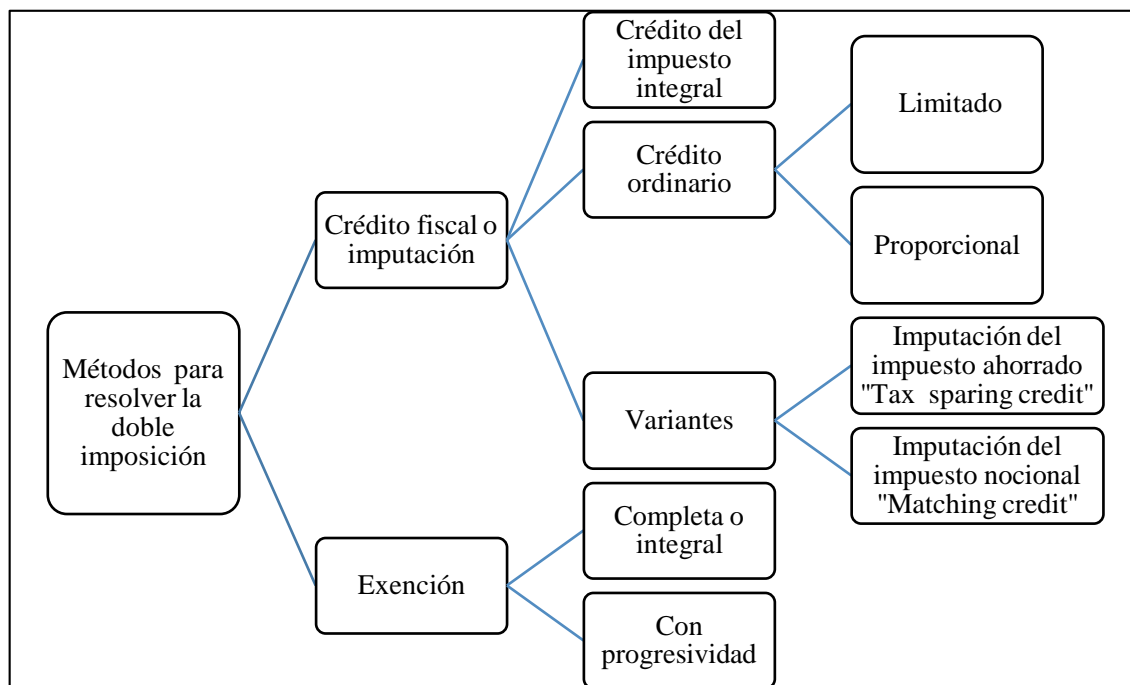 Métodos para
resolver la
doble
imposición
Crédito fiscal o
imputación
Crédito del
impuesto
integral
Crédito
ordinario
Limitado
Proporcional
Variantes
Imputación del
impuesto ahorrado
"Tax sparing credit"
Imputación del
impuesto nocional
"Matching credit"
Exención
Completa o
integral
Con
progresividad